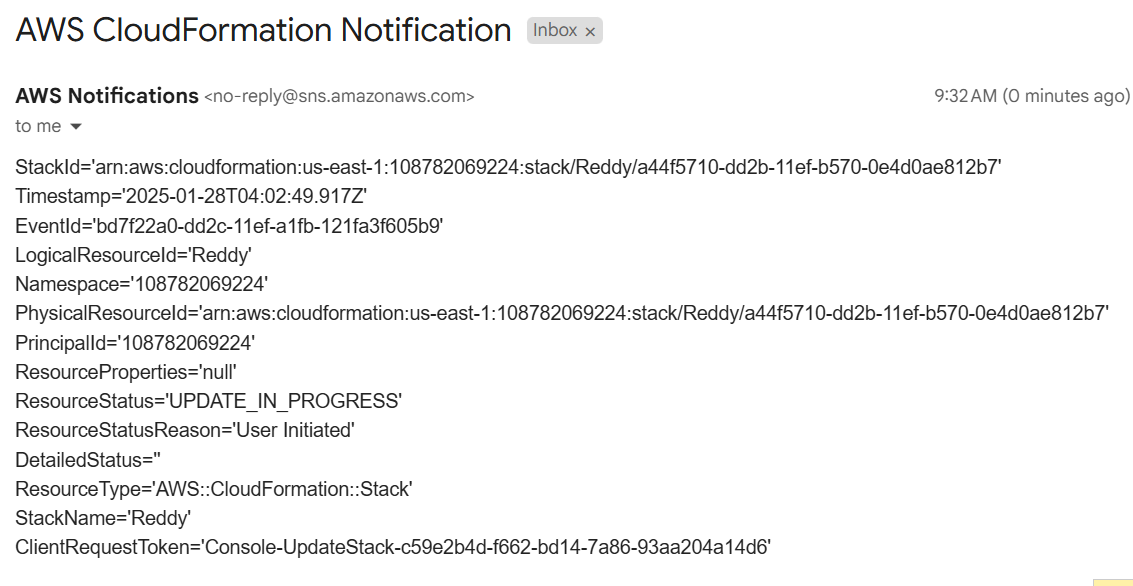 AWS CloudFormation Notification Inbox ×
AWS Notifications <no-reply@sns.amazonaws.com> 9:32 AM (0 minutes ago)
to me
StackId='arn:aws:cloudformation:us-east-1:108782069224:stack/Reddy/a44f5710-dd2b-11ef-b570-0e4d0ae812b7'
Timestamp='2025-01-28T04:02:49.917Z'
EventId='bd7f22a0-dd2c-11ef-a1fb-121fa3f605b9'
LogicalResourceId='Reddy'
Namespace='108782069224'
PhysicalResourceId='arn:aws:cloudformation:us-east-1:108782069224:stack/Reddy/a44f5710-dd2b-11ef-b570-0e4d0ae812b7'
PrincipalId='108782069224'
ResourceProperties='null'
ResourceStatus='UPDATE_IN_PROGRESS'
ResourceStatusReason='User Initiated'
DetailedStatus=''
ResourceType='AWS::CloudFormation::Stack'
StackName='Reddy'
ClientRequestToken='Console-UpdateStack-c59e2b4d-f662-bd14-7a86-93aa204a14d6'